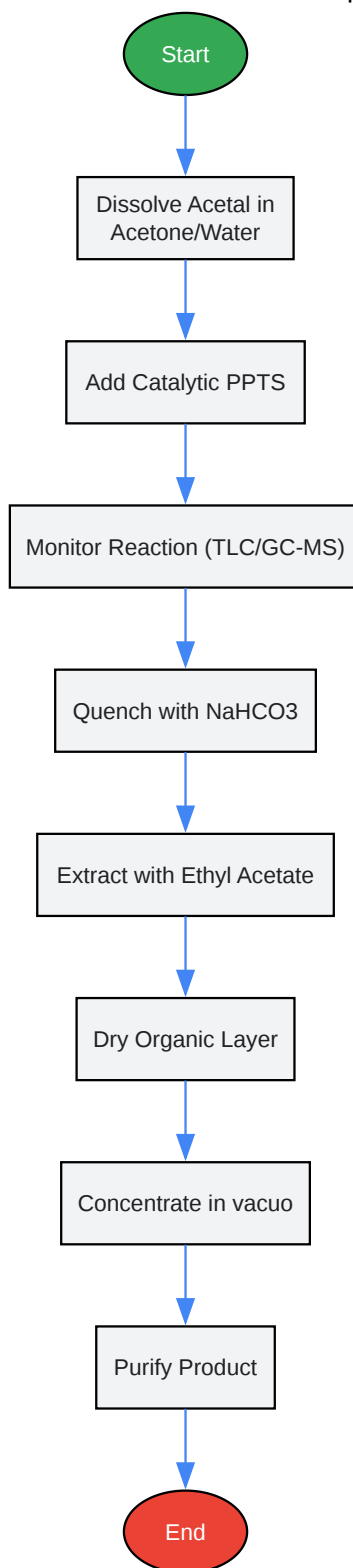 Start
Dissolve Acetal in
Acetone/Water
Add Catalytic PPTS
Monitor Reaction (TLC/GC-MS)
Quench with NaHCO3
Extract with Ethyl Acetate
Dry Organic Layer
Concentrate in vacuo
Purify Product
End